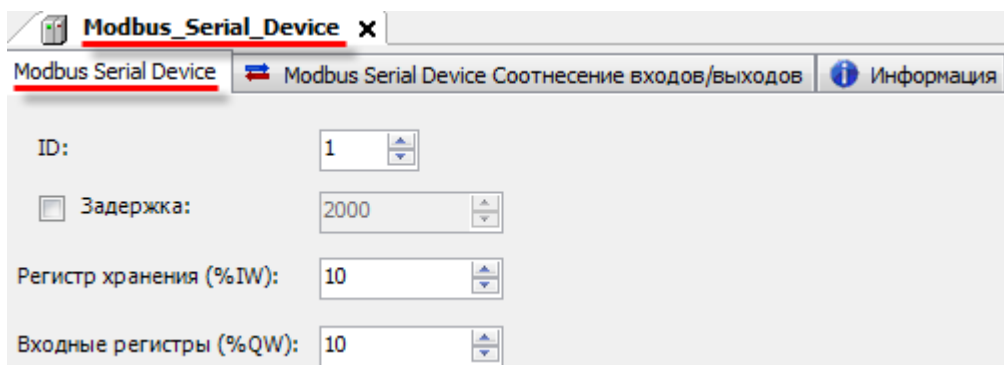 Modbus_Serial_Device x
Modbus Serial Device Modbus Serial Device Соотнесение входов/выходов Информация
ID: 1
Задержка: 2000
Регистр хранения (%IW): 10
Входные регистры (%QW): 10